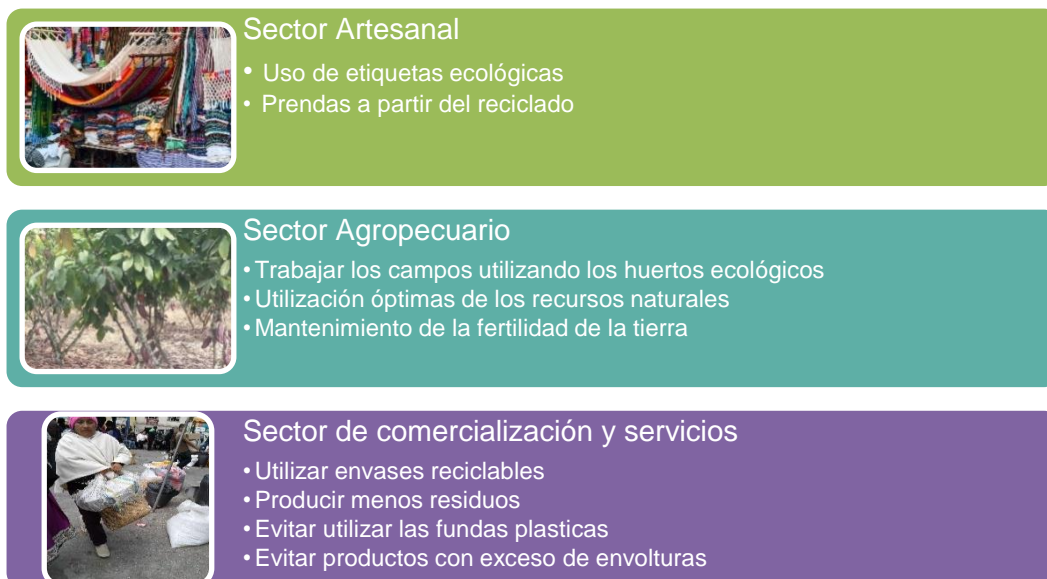 Sector Artesanal
• Uso de etiquetas ecológicas
• Prendas a partir del reciclado
Sector Agropecuario
• Trabajar los campos utilizando los huertos ecológicos
• Utilización óptimas de los recursos naturales
• Mantenimiento de la fertilidad de la tierra
Sector de comercialización y servicios
• Utilizar envases reciclables
• Producir menos residuos
• Evitar utilizar las fundas plasticas
• Evitar productos con exceso de envolturas